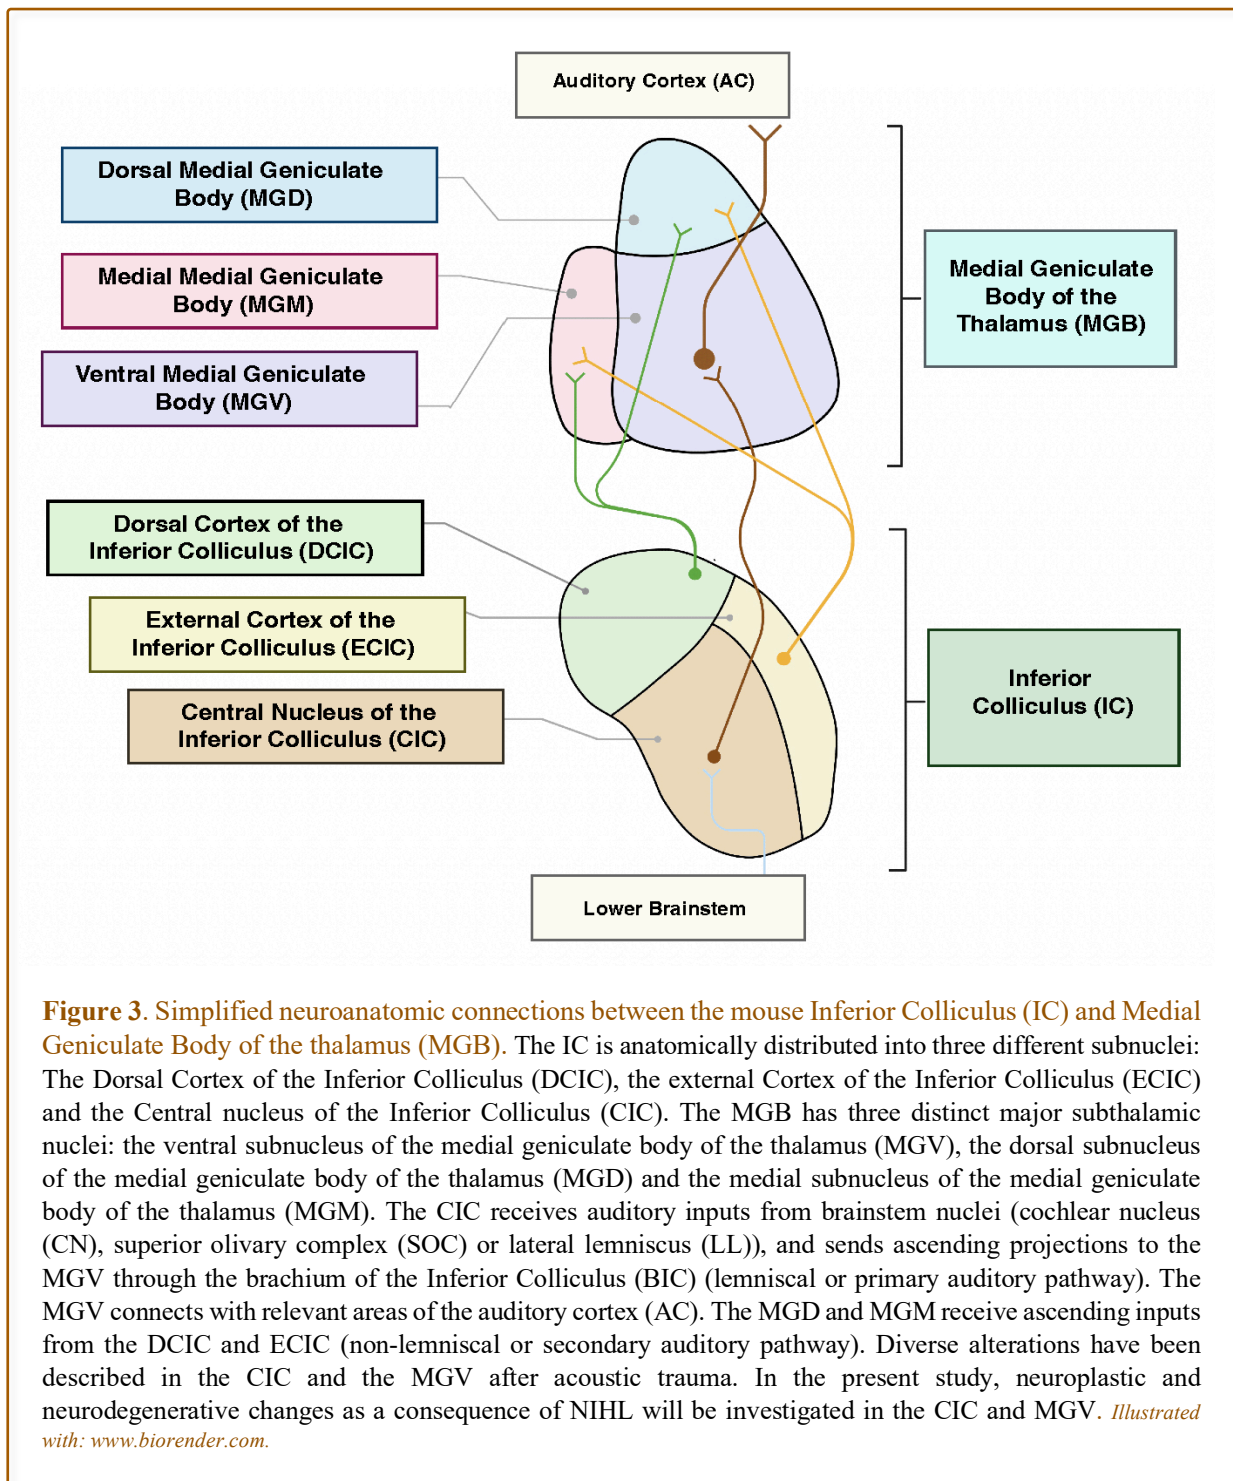 Auditory Cortex (AC)
Dorsal Medial Geniculate
Body (MGD)
Medial Medial Geniculate
Body (MGM)
Ventral Medial Geniculate
Body (MGV)
Medial Geniculate
Body of the
Thalamus (MGB)
Dorsal Cortex of the
Inferior Colliculus (DCIC)
External Cortex of the
Inferior Colliculus (ECIC)
Central Nucleus of the
Inferior Colliculus (CIC)
Inferior
Colliculus (IC)
Lower Brainstem
Figure 3. Simplified neuroanatomic connections between the mouse Inferior Colliculus (IC) and Medial
Geniculate Body of the thalamus (MGB). The IC is anatomically distributed into three different subnuclei:
The Dorsal Cortex of the Inferior Colliculus (DCIC), the external Cortex of the Inferior Colliculus (ECIC)
and the Central nucleus of the Inferior Colliculus (CIC). The MGB has three distinct major subthalamic
nuclei: the ventral subnucleus of the medial geniculate body of the thalamus (MGV), the dorsal subnucleus
of the medial geniculate body of the thalamus (MGD) and the medial subnucleus of the medial geniculate
body of the thalamus (MGM). The CIC receives auditory inputs from brainstem nuclei (cochlear nucleus
(CN), superior olivary complex (SOC) or lateral lemniscus (LL)), and sends ascending projections to the
MGV through the brachium of the Inferior Colliculus (BIC) (lemniscal or primary auditory pathway). The
MGV connects with relevant areas of the auditory cortex (AC). The MGD and MGM receive ascending inputs
from the DCIC and ECIC (non-lemniscal or secondary auditory pathway). Diverse alterations have been
described in the CIC and the MGV after acoustic trauma. In the present study, neuroplastic and
neurodegenerative changes as a consequence of NIHL will be investigated in the CIC and MGV. Illustrated
with: www.biorender.com.